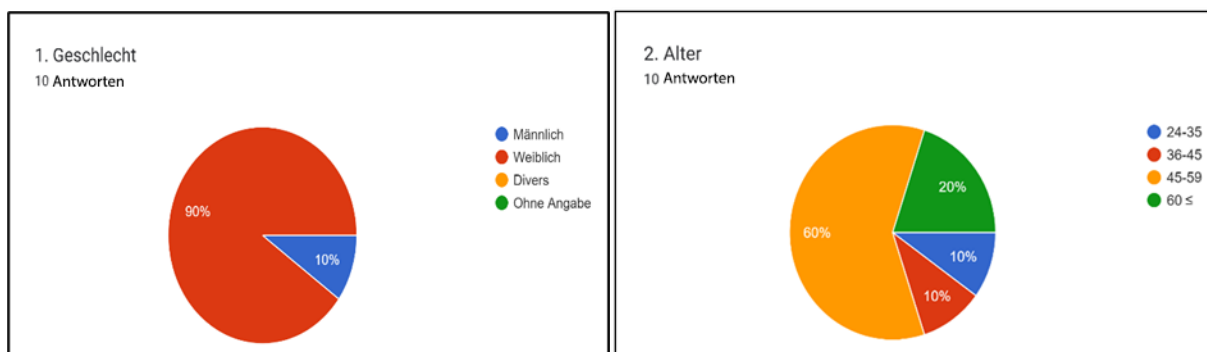 1. Geschlecht
10 Antworten
Männlich
Weiblich
Divers
Ohne Angabe
90%
10%
2. Alter
10 Antworten
24-35
36-45
45-59
60 ≤
20%
60%
10%
10%